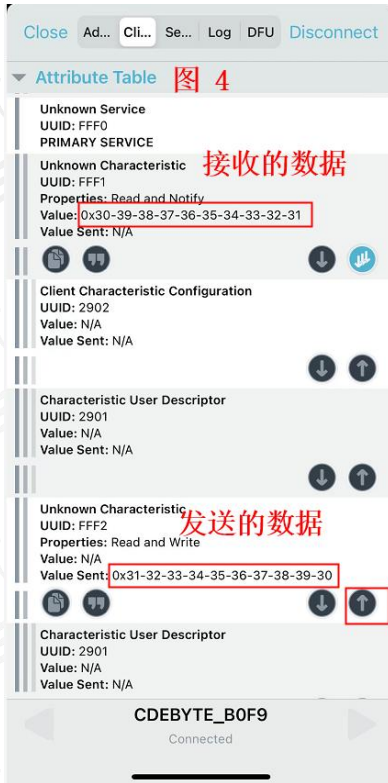 Close Ad... Cli... Se... Log DFU Disconnect
Attribute Table 图 4
Unknown Service
UUID: FFF0
PRIMARY SERVICE
Unknown Characteristic 接收的数据
UUID: FFF1
Properties: Read and Notify
Value: 0x30-39-38-37-36-35-34-33-32-31
Value Sent: N/A
Client Characteristic Configuration
UUID: 2902
Value: N/A
Value Sent: N/A
Characteristic User Descriptor
UUID: 2901
Value: N/A
Value Sent: N/A
Unknown Characteristic 发送的数据
UUID: FFF2
Properties: Read and Write
Value: N/A
Value Sent: 0x31-32-33-34-35-36-37-38-39-30
Characteristic User Descriptor
UUID: 2901
Value: N/A
Value Sent: N/A
CDEBYTE_B0F9
Connected